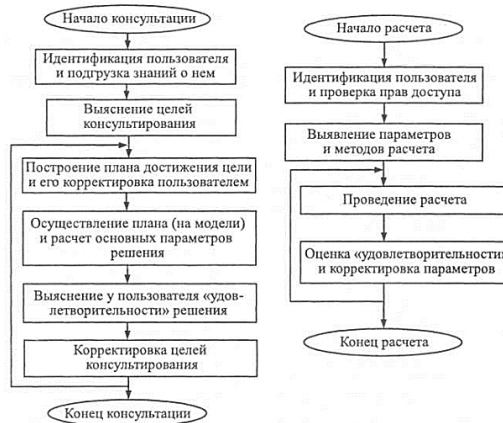 Начало консультации
Идентификация пользователя
и подгрузка знаний о нем
Выяснение целей
консультирования
Построение плана достижения цели
и его корректировка пользователем
Осуществление плана (на модели)
и расчет основных параметров
решения
Выяснение у пользователя «удов-
летворительности» решения
Корректировка целей
консультирования
Конец консультации
Начало расчета
Идентификация пользователя
и проверка прав доступа
Выявление параметров
и методов расчета
Проведение расчета
Оценка «удовлетворительности»
и корректировка параметров
Конец расчета